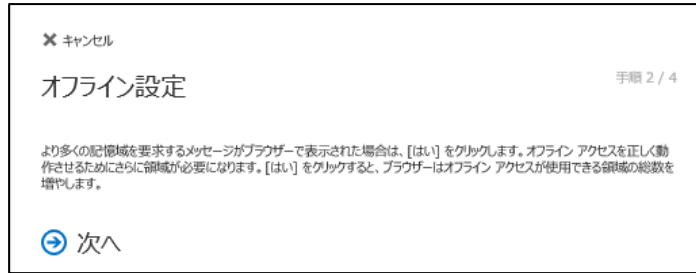 ✖ キャンセル
オフライン設定
手順 2 / 4
より多くの記憶域を要求するメッセージがブラウザーで表示された場合は、[はい] をクリックします。オフライン アクセスを正しく動
作させるためにさらに領域が必要になります。[はい] をクリックすると、ブラウザーはオフライン アクセスが使用できる領域の総数を
増やします。
次へ